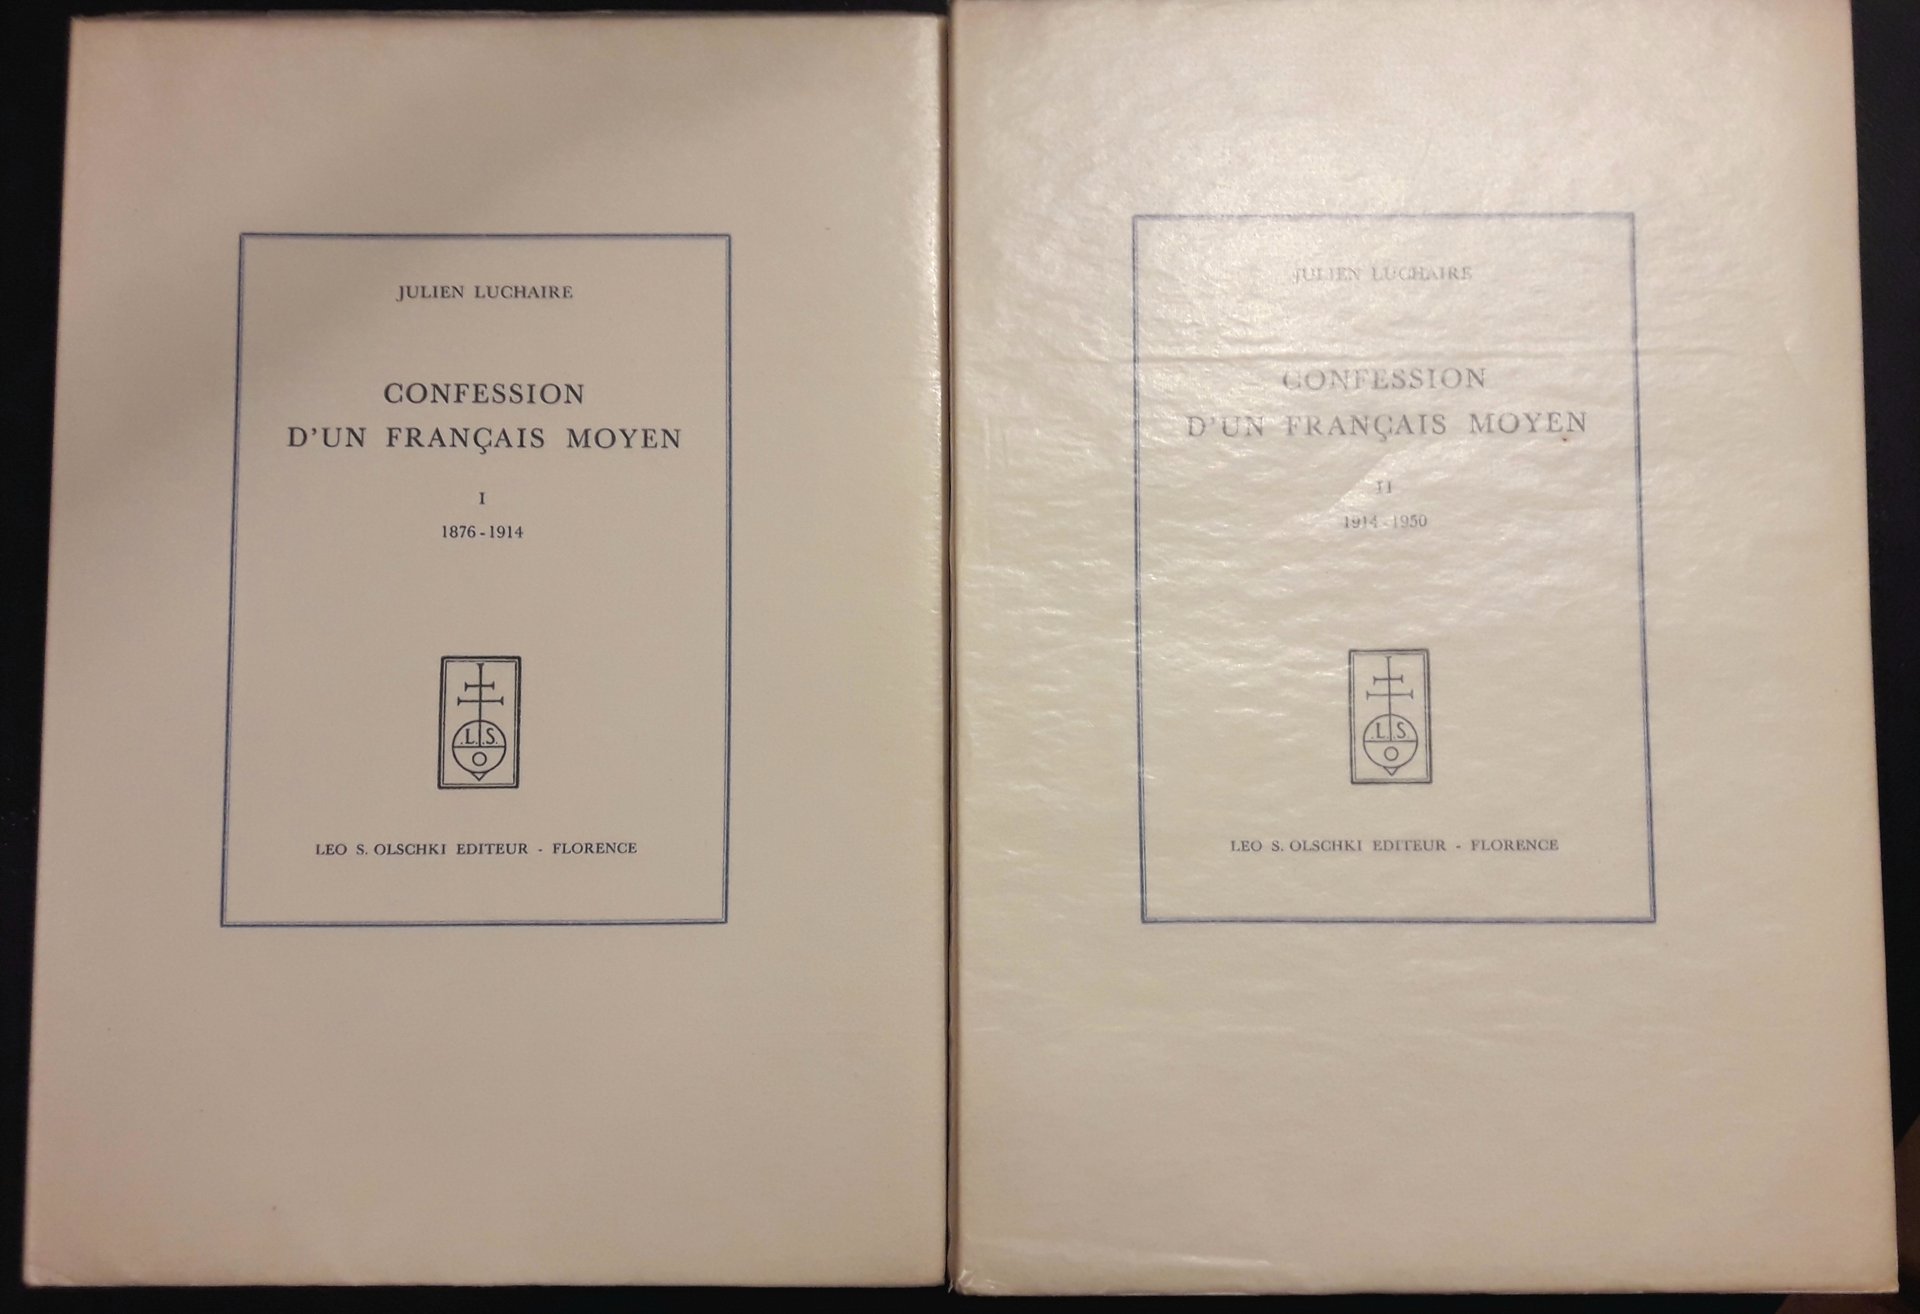 JULIEN LUCHAIRE
CONFESSION
D'UN FRANÇAIS MOYEN
I
1876-1914
.L.S.
O
LEO S. OLSCHKI EDITEUR - FLORENCE
JULIEN LUCHAIRE
CONFESSION
D'UN FRANÇAIS MOYEN
II
1914-1950
.L.S.
O
LEO S. OLSCHKI EDITEUR - FLORENCE